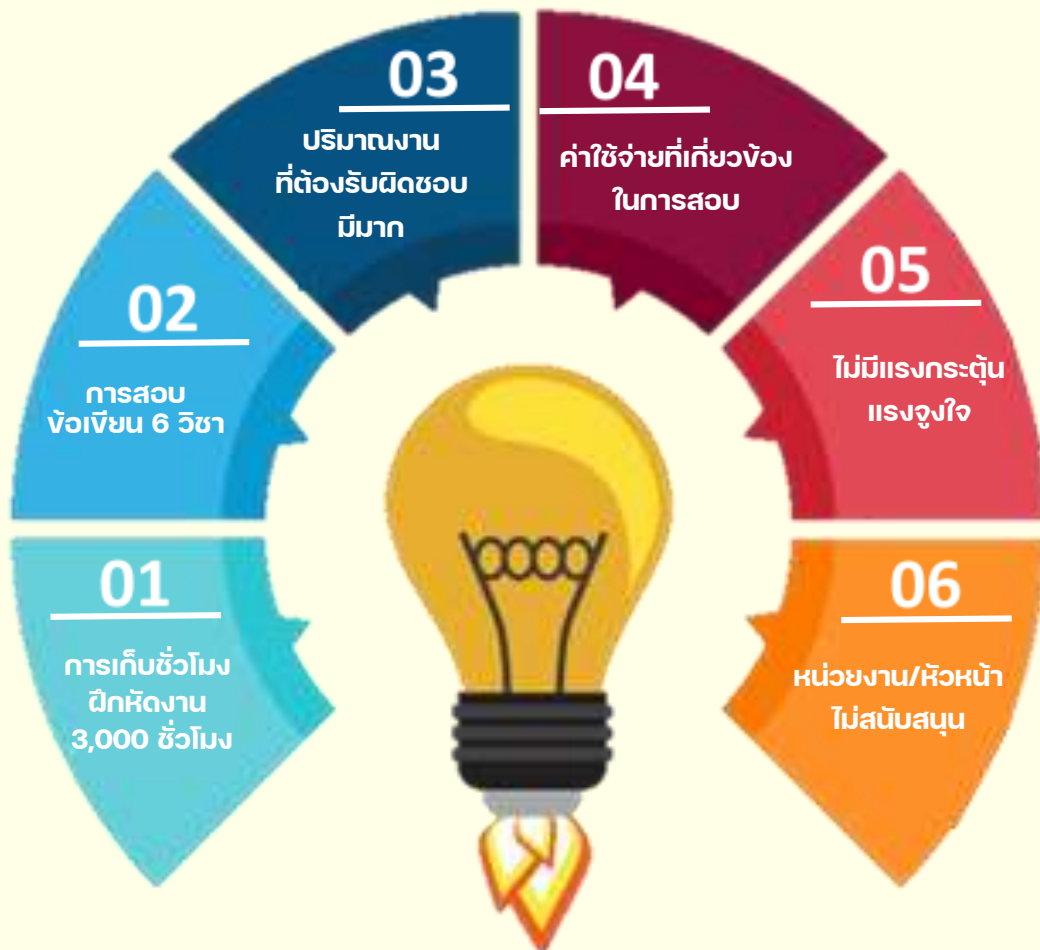 01
การเก็บชั่วโมง
ฝึกหัดงาน
3,000 ชั่วโมง
02
การสอบ
ข้อเขียน 6 วิชา
03
ปริมาณงาน
ที่ต้องรับผิดชอบ
มีมาก
04
ค่าใช้จ่ายที่เกี่ยวข้อง
ในการสอบ
05
ไม่มีแรงกระตุ้น
แรงจูงใจ
06
หน่วยงาน/หัวหน้า
ไม่สนับสนุน